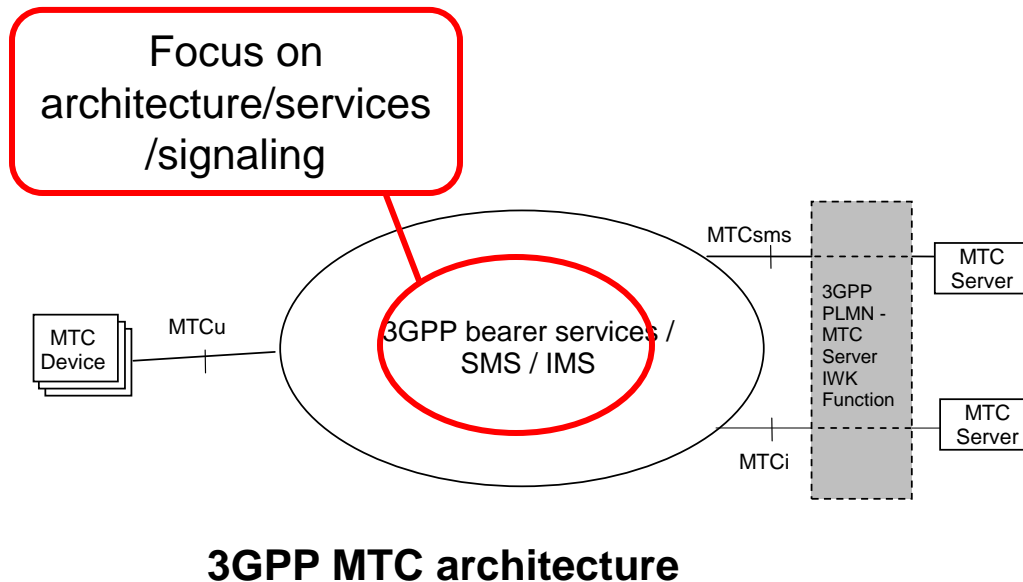 Focus on
architecture/services
/signaling
MTCsms
MTC
Server
3GPP
PLMN -
MTC
Server
IWK
Function
MTCu
3GPP bearer services /
SMS / IMS
MTC
Device
MTC
Server
MTCi
3GPP MTC architecture